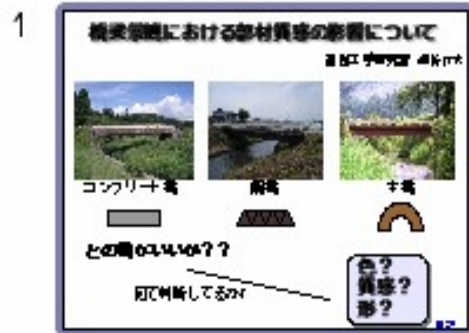 1
橋梁景観における部材質感の影響について
コンクリート橋 鋼橋 木橋
どの橋がいいか??
何で判断してるのか
色?
質感?
形?